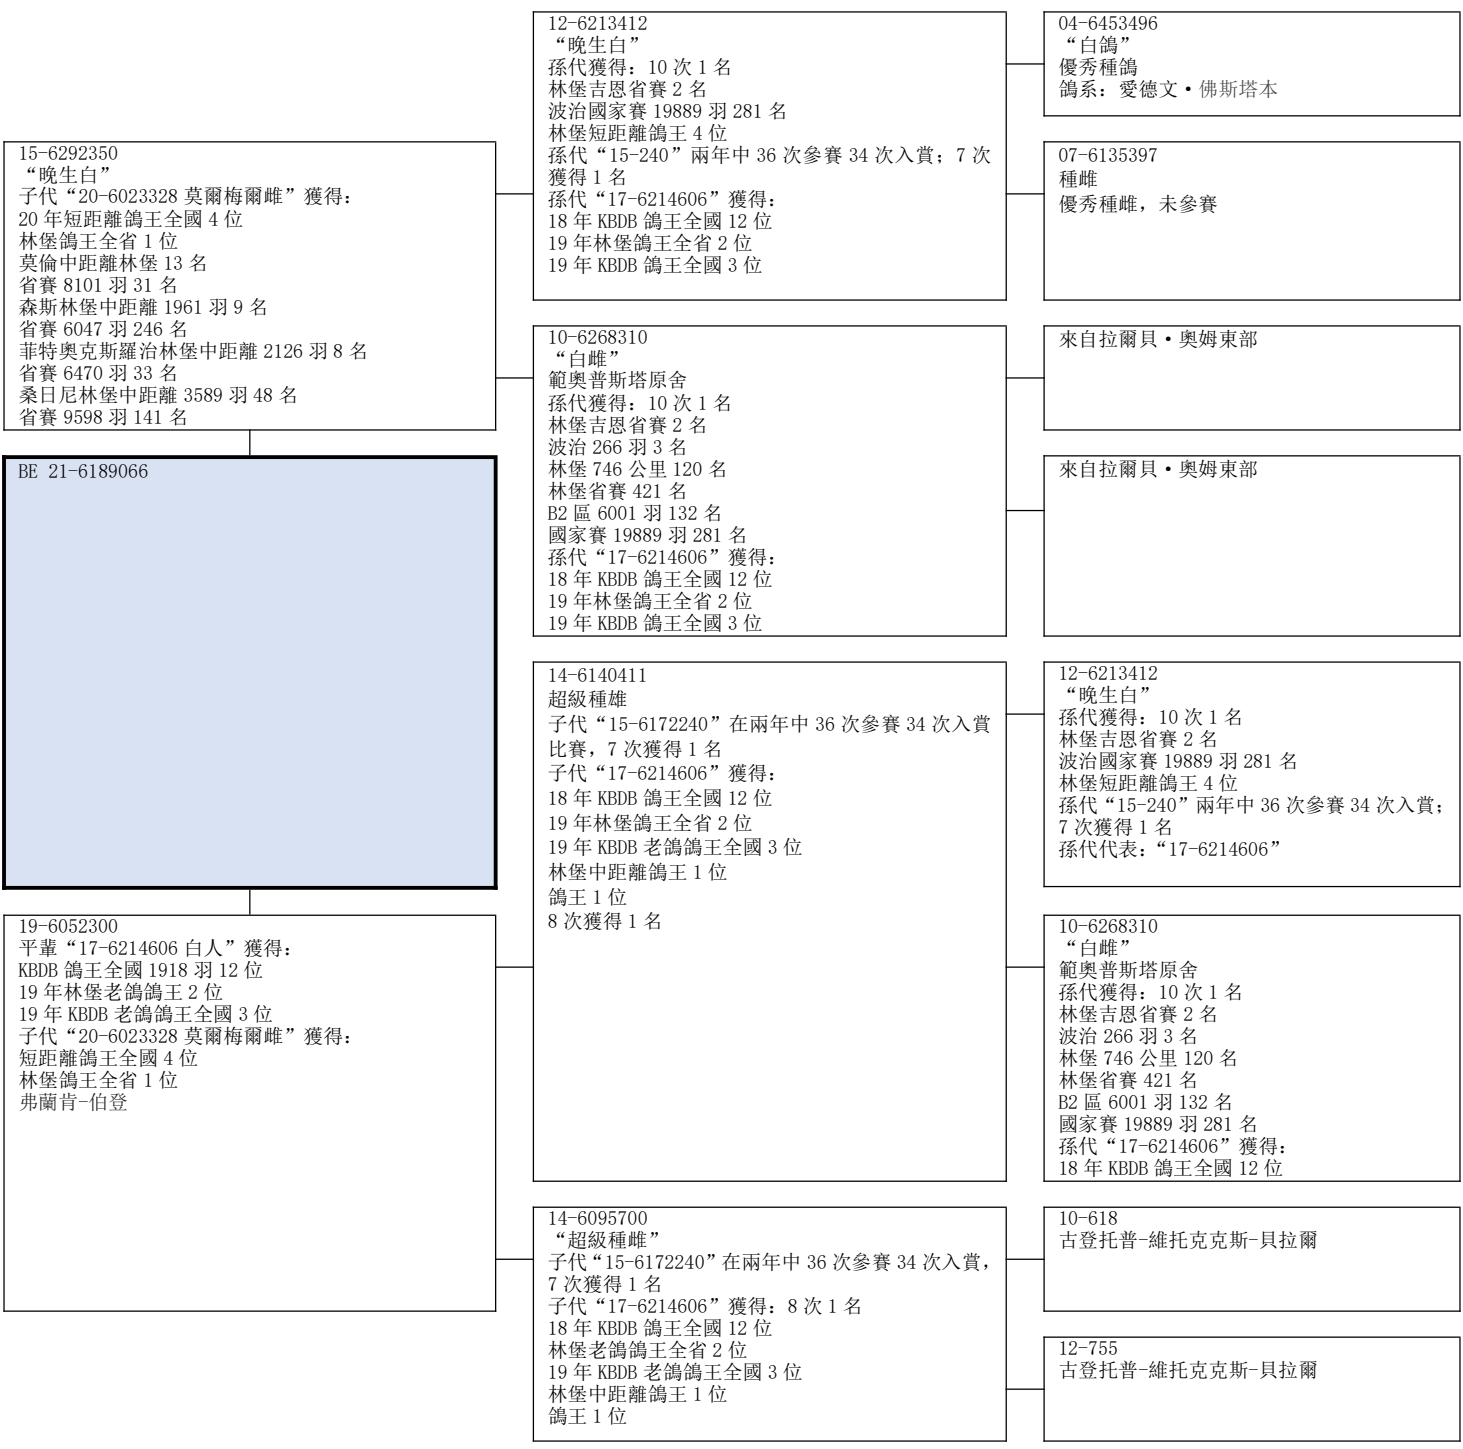 15-6292350
“晚生白”
子代“20-6023328 莫爾梅爾雌”獲得：
20 年短距離鴿王全國 4 位
林堡鴿王全省 1 位
莫倫中距離林堡 13 名
省賽 8101 羽 31 名
森斯林堡中距離 1961 羽 9 名
省賽 6047 羽 246 名
菲特奧克斯羅治林堡中距離 2126 羽 8 名
省賽 6470 羽 33 名
桑日尼林堡中距離 3589 羽 48 名
省賽 9598 羽 141 名
BE 21-6189066
19-6052300
平輩“17-6214606 白人”獲得：
KBDB 鴿王全國 1918 羽 12 位
19 年林堡老鴿鴿王 2 位
19 年 KBDB 老鴿鴿王全國 3 位
子代“20-6023328 莫爾梅爾雌”獲得：
短距離鴿王全國 4 位
林堡鴿王全省 1 位
弗蘭肯-伯登
12-6213412
“晚生白”
孫代獲得：10 次 1 名
林堡吉恩省賽 2 名
波治國家賽 19889 羽 281 名
林堡短距離鴿王 4 位
孫代“15-240”兩年中 36 次參賽 34 次入賞；7 次
獲得 1 名
孫代“17-6214606”獲得：
18 年 KBDB 鴿王全國 12 位
19 年林堡鴿王全省 2 位
19 年 KBDB 鴿王全國 3 位
10-6268310
“白雌”
範奧普斯塔原舍
孫代獲得：10 次 1 名
林堡吉恩省賽 2 名
波治 266 羽 3 名
林堡 746 公里 120 名
林堡省賽 421 名
B2 區 6001 羽 132 名
國家賽 19889 羽 281 名
孫代“17-6214606”獲得：
18 年 KBDB 鴿王全國 12 位
19 年林堡鴿王全省 2 位
19 年 KBDB 鴿王全國 3 位
14-6140411
超級種雄
子代“15-6172240”在兩年中 36 次參賽 34 次入賞
比賽，7 次獲得 1 名
子代“17-6214606”獲得：
18 年 KBDB 鴿王全國 12 位
19 年林堡鴿王全省 2 位
19 年 KBDB 老鴿鴿王全國 3 位
林堡中距離鴿王 1 位
鴿王 1 位
8 次獲得 1 名
14-6095700
“超級種雌”
子代“15-6172240”在兩年中 36 次參賽 34 次入賞，
7 次獲得 1 名
子代“17-6214606”獲得：8 次 1 名
18 年 KBDB 鴿王全國 12 位
林堡老鴿鴿王全省 2 位
19 年 KBDB 老鴿鴿王全國 3 位
林堡中距離鴿王 1 位
鴿王 1 位
04-6453496
“白鴿”
優秀種鴿
鴿系：愛德文·佛斯塔本
07-6135397
種雌
優秀種雌，未參賽
來自拉爾貝·奧姆東部
來自拉爾貝·奧姆東部
12-6213412
“晚生白”
孫代獲得：10 次 1 名
林堡吉恩省賽 2 名
波治國家賽 19889 羽 281 名
林堡短距離鴿王 4 位
孫代“15-240”兩年中 36 次參賽 34 次入賞；
7 次獲得 1 名
孫代代表：“17-6214606”
10-6268310
“白雌”
範奧普斯塔原舍
孫代獲得：10 次 1 名
林堡吉恩省賽 2 名
波治 266 羽 3 名
林堡 746 公里 120 名
林堡省賽 421 名
B2 區 6001 羽 132 名
國家賽 19889 羽 281 名
孫代“17-6214606”獲得：
18 年 KBDB 鴿王全國 12 位
10-618
古登托普-維托克克斯-貝拉爾
12-755
古登托普-維托克克斯-貝拉爾